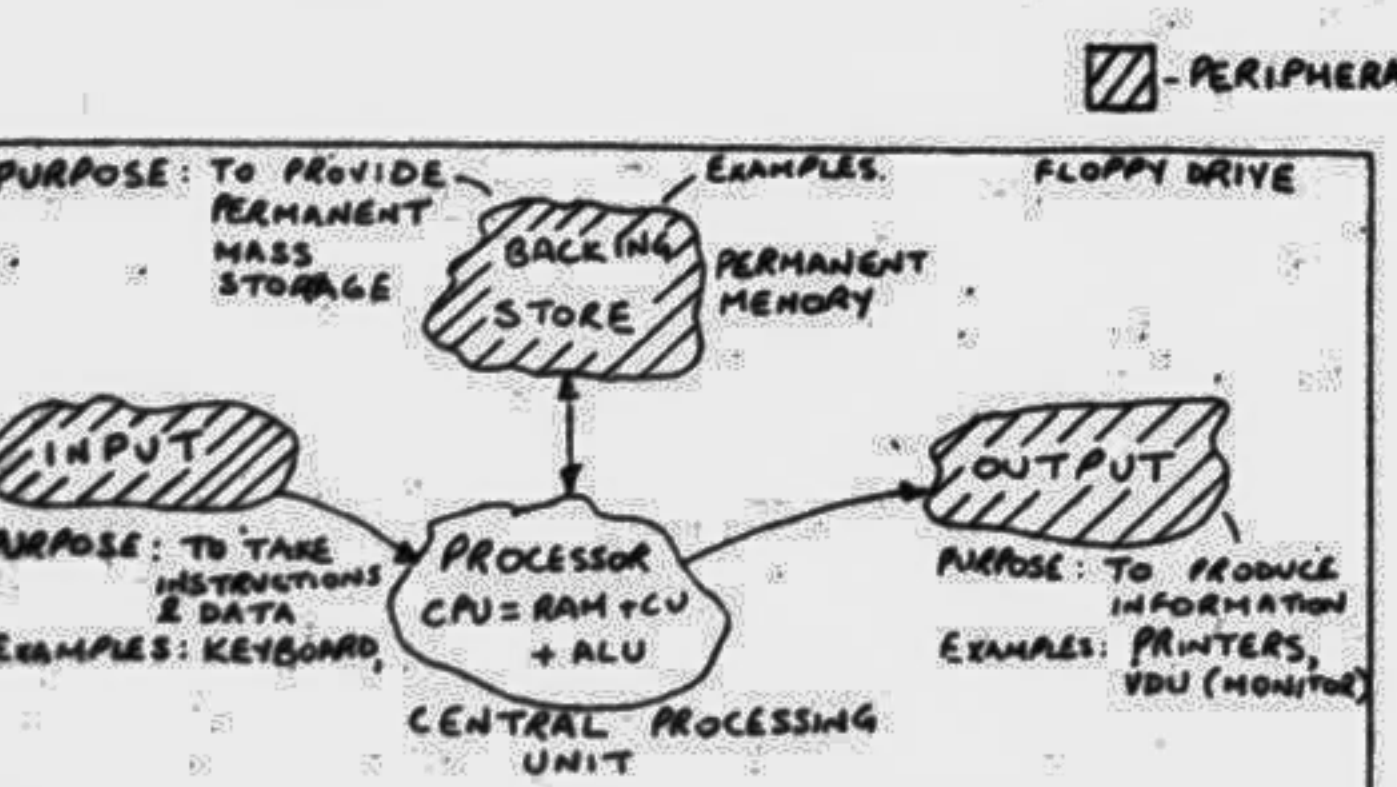 - PERIPHERA
PURPOSE: TO PROVIDE
PERMANENT
MASS
STORAGE
EXAMPLES.
FLOPPY DRIVE
BACKING
STORE
PERMANENT
MEMORY
INPUT
OUTPUT
PURPOSE: TO TAKE
INSTRUCTIONS
& DATA
EXAMPLES: KEYBOARD,
PROCESSOR
CPU = RAM + CU
+ ALU
CENTRAL PROCESSING
UNIT
PURPOSE: TO PRODUCE
INFORMATION
EXAMPLES: PRINTERS,
VDU (MONITOR)